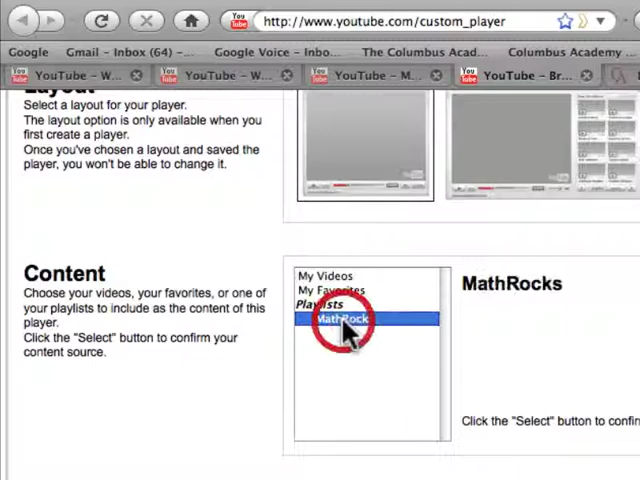 You Tube http://www.youtube.com/custom_player
Google Gmail - Inbox (64) -... Google Voice - Inbo... The Columbus Acad... Columbus Academy ...
YouTube - W... YouTube - W... YouTube - M... YouTube - Br...
Layout
Select a layout for your player.
The layout option is only available when you
first create a player.
Once you've chosen a layout and saved the
player, you won't be able to change it.
Content
Choose your videos, your favorites, or one of
your playlists to include as the content of this
player.
Click the "Select" button to confirm your
content source.
My Videos
My Favorites
Playlists
MathRock
MathRocks
Click the "Select" button to confir